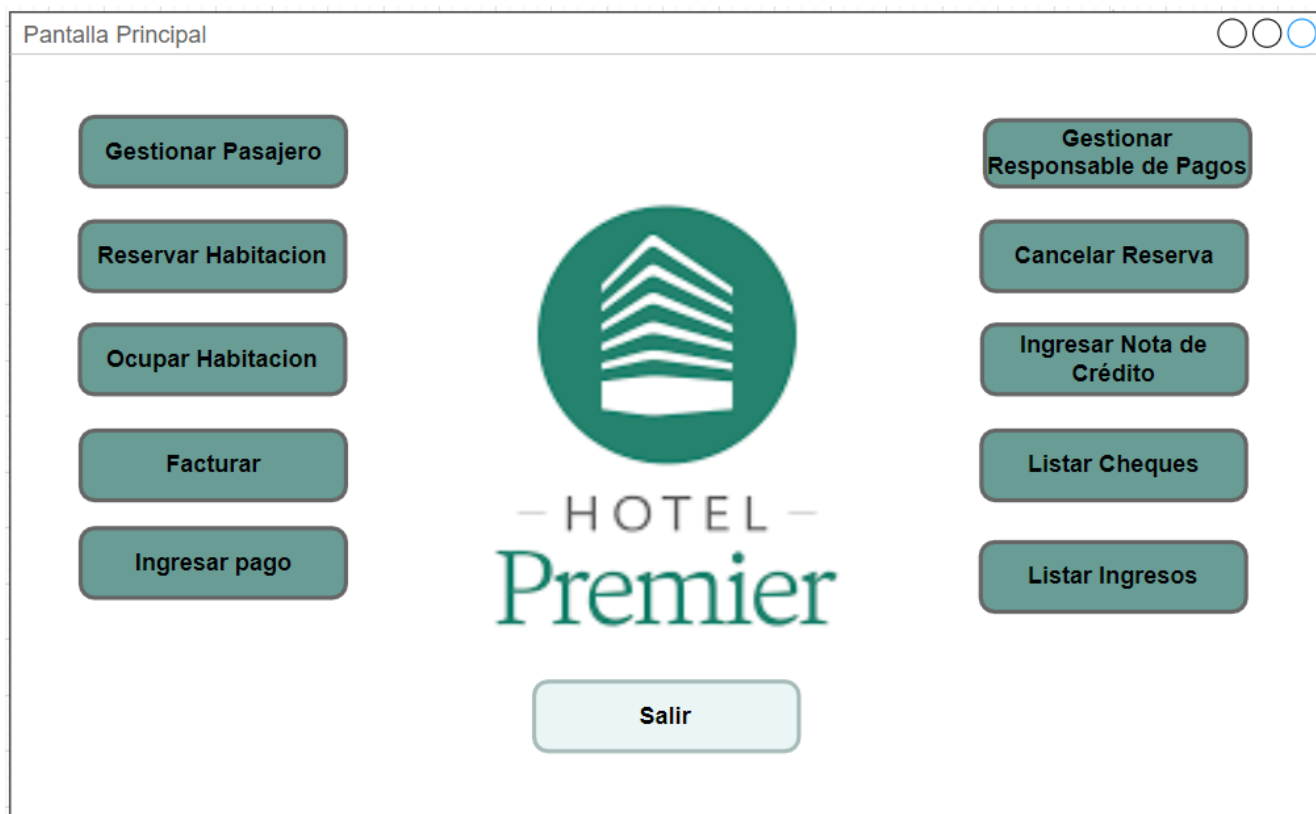 Pantalla Principal
Gestionar Pasajero
Reservar Habitacion
Ocupar Habitacion
Facturar
Ingresar pago
HOTEL
Premier
Salir
Gestionar
Responsable de Pagos
Cancelar Reserva
Ingresar Nota de
Crédito
Listar Cheques
Listar Ingresos